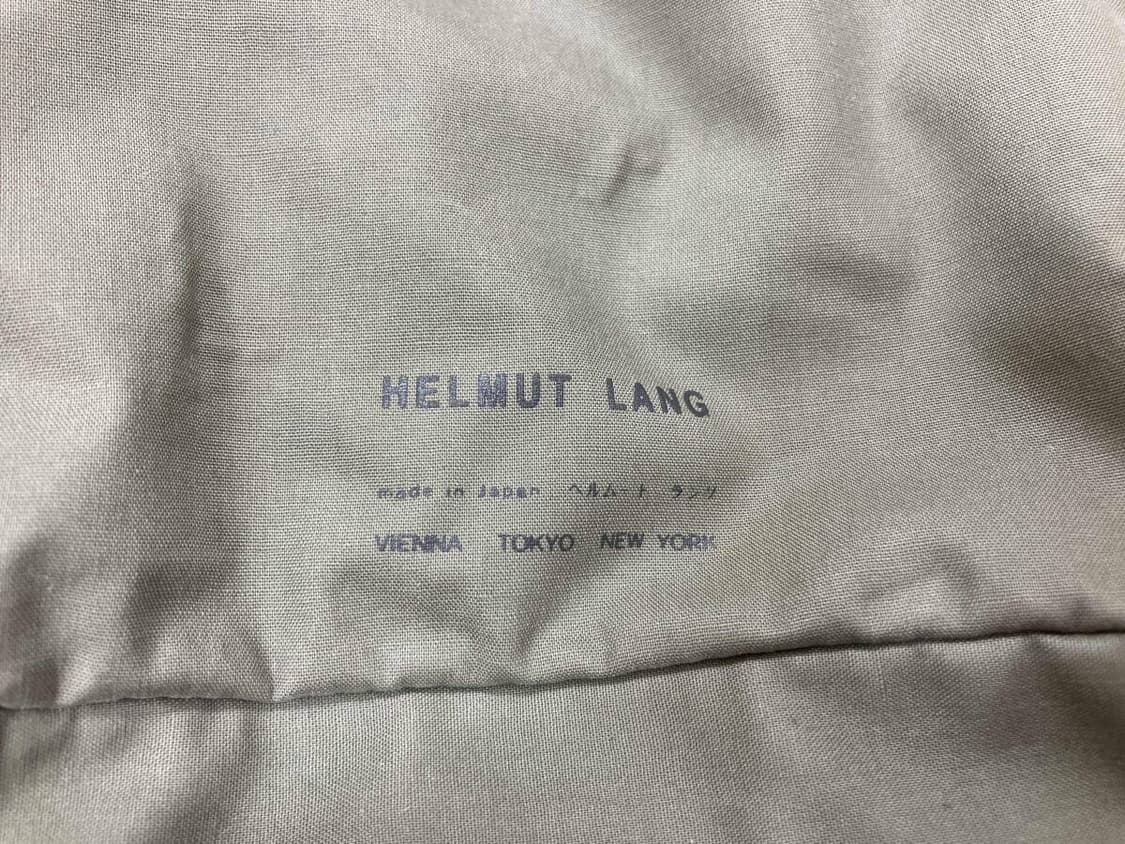 HELMUT LANG
made in Japan ヘルムート ラング
VIENNA TOKYO NEW YORK